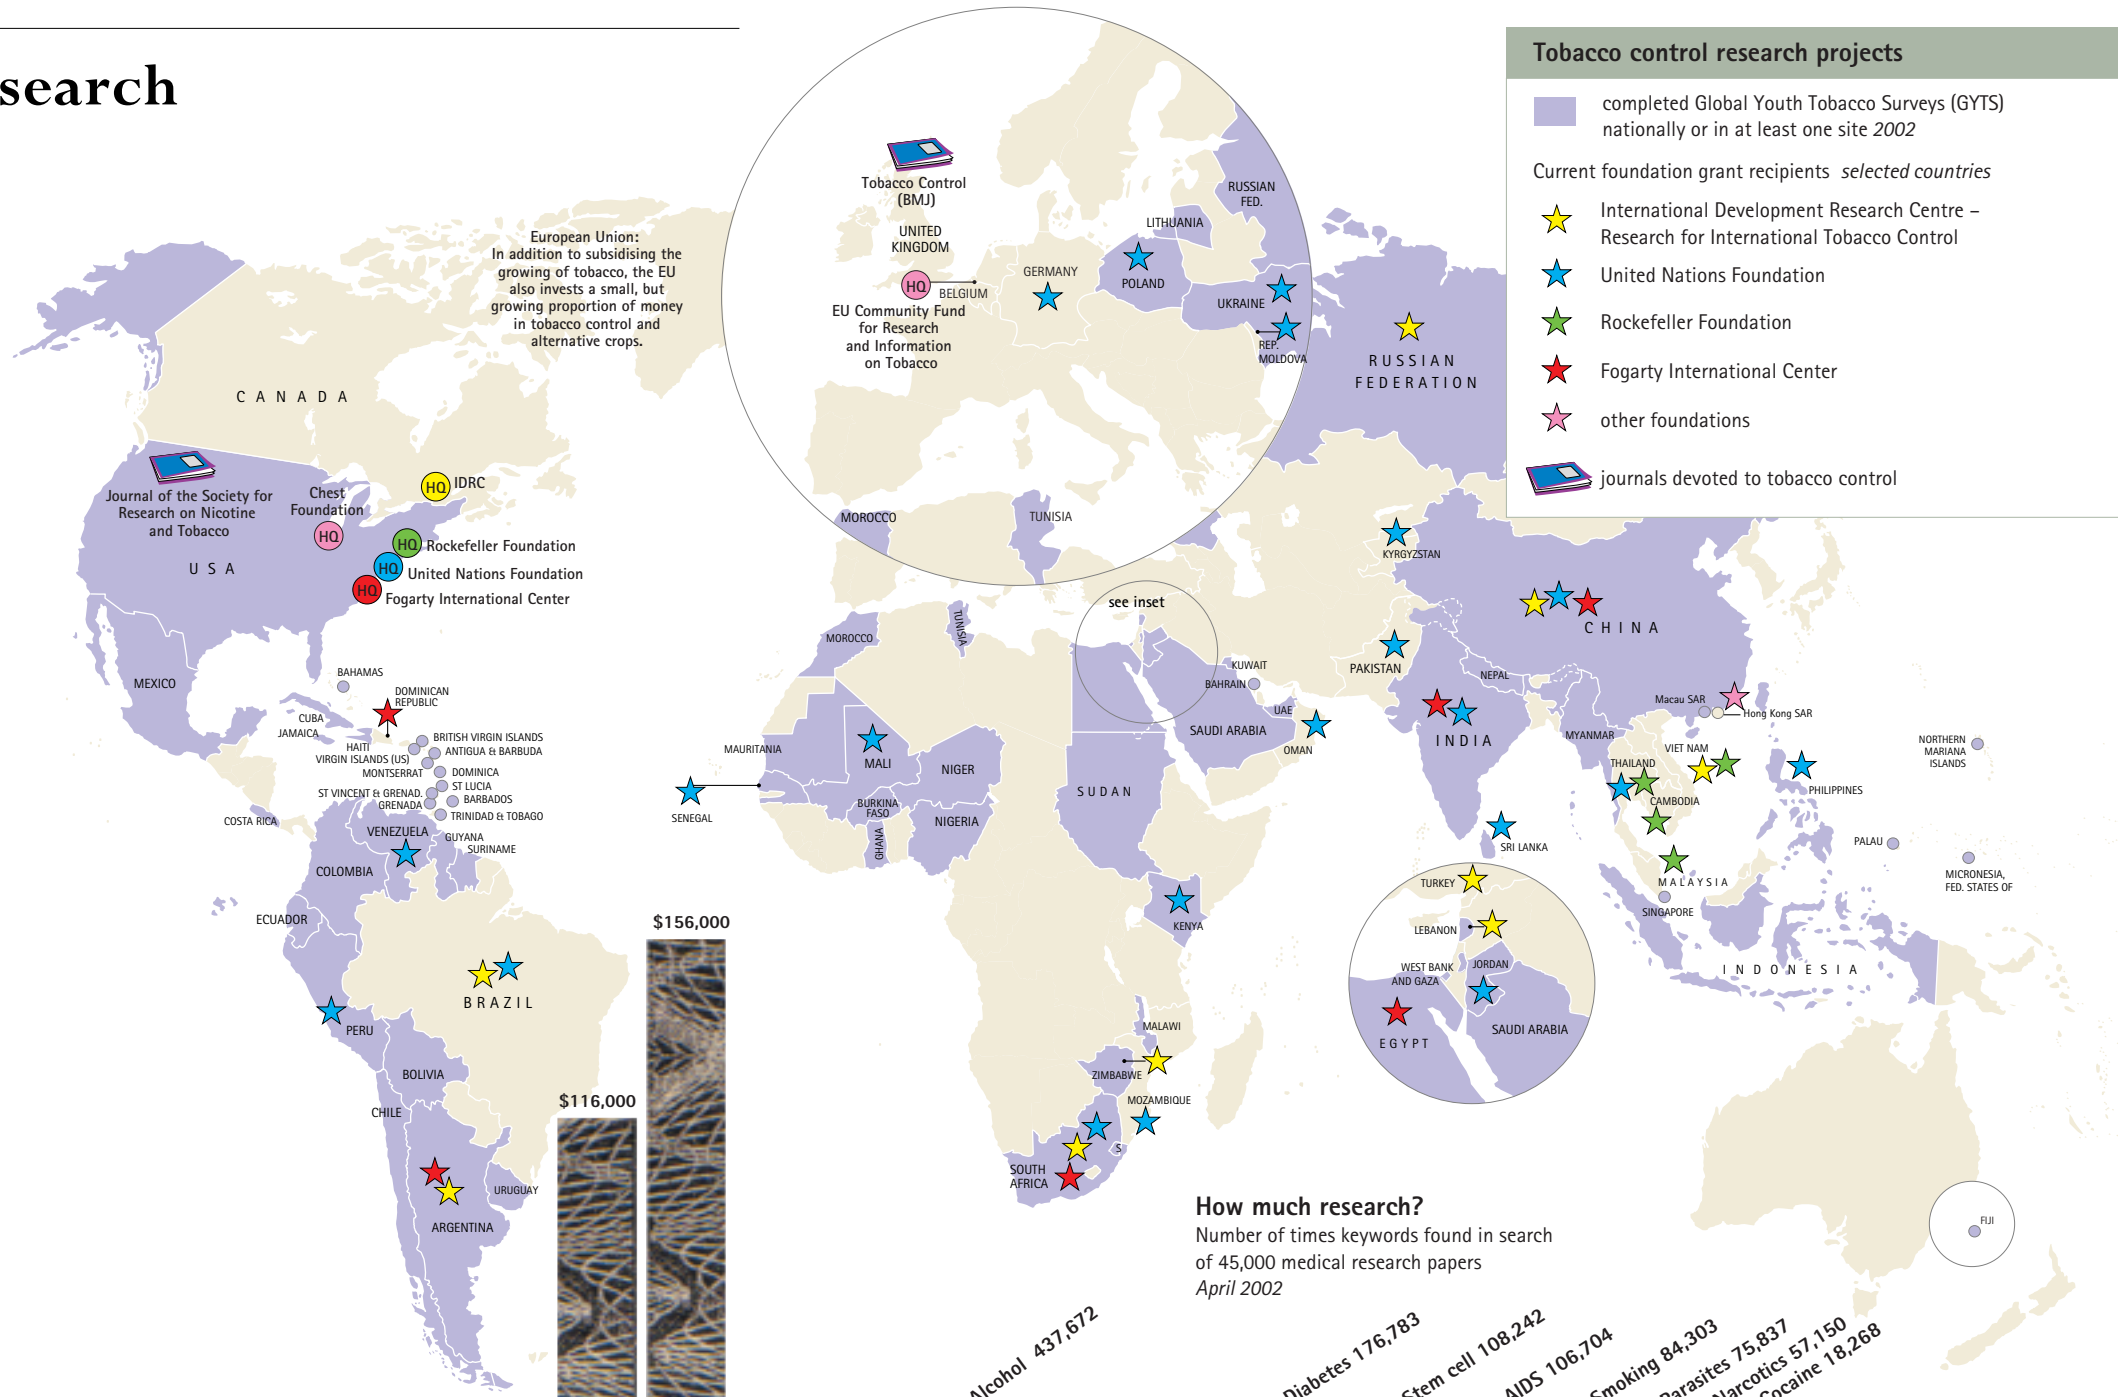 search
Tobacco control research projects
completed Global Youth Tobacco Surveys (GYTS)
nationally or in at least one site 2002
Current foundation grant recipients selected countries
International Development Research Centre –
Research for International Tobacco Control
United Nations Foundation
Rockefeller Foundation
Fogarty International Center
other foundations
journals devoted to tobacco control
European Union:
In addition to subsidising the
growing of tobacco, the EU
also invests a small, but
growing proportion of money
in tobacco control and
alternative crops.
Tobacco Control
(BMJ)
UNITED
KINGDOM
HQ
BELGIUM
EU Community Fund
for Research
and Information
on Tobacco
GERMANY
POLAND
LITHUANIA
RUSSIAN
FED.
UKRAINE
REP.
MOLDOVA
MOROCCO
TUNISIA
RUSSIAN
FEDERATION
CANADA
Journal of the Society for
Research on Nicotine
and Tobacco
Chest
Foundation
HQ
HQ
IDRC
HQ
Rockefeller Foundation
HQ
United Nations Foundation
HQ
Fogarty International Center
USA
MEXICO
BAHAMAS
DOMINICAN
REPUBLIC
CUBA
JAMAICA
HAITI
VIRGIN ISLANDS (US)
MONTSERRAT
BRITISH VIRGIN ISLANDS
ANTIGUA & BARBUDA
DOMINICA
ST LUCIA
ST VINCENT & GRENAD.
GRENADA
BARBADOS
TRINIDAD & TOBAGO
COSTA RICA
VENEZUELA
GUYANA
SURINAME
COLOMBIA
ECUADOR
BRAZIL
PERU
BOLIVIA
CHILE
URUGUAY
ARGENTINA
$116,000
$156,000
see inset
MOROCCO
TUNISIA
MAURITANIA
MALI
NIGER
SENEGAL
BURKINA
FASO
GHANA
NIGERIA
SUDAN
KENYA
MALAWI
ZIMBABWE
MOZAMBIQUE
S
SOUTH
AFRICA
KUWAIT
BAHRAIN
UAE
SAUDI ARABIA
OMAN
KYRGYZSTAN
PAKISTAN
NEPAL
INDIA
CHINA
Macau SAR
Hong Kong SAR
MYANMAR
VIET NAM
THAILAND
CAMBODIA
PHILIPPINES
SRI LANKA
MALAYSIA
SINGAPORE
INDONESIA
NORTHERN
MARIANA
ISLANDS
PALAU
MICRONESIA,
FED. STATES OF
FIJI
TURKEY
LEBANON
WEST BANK
AND GAZA
JORDAN
EGYPT
SAUDI ARABIA
How much research?
Number of times keywords found in search
of 45,000 medical research papers
April 2002
Alcohol 437,672
Diabetes 176,783
Stem cell 108,242
AIDS 106,704
Smoking 84,303
Parasites 75,837
Narcotics 57,150
Cocaine 18,268